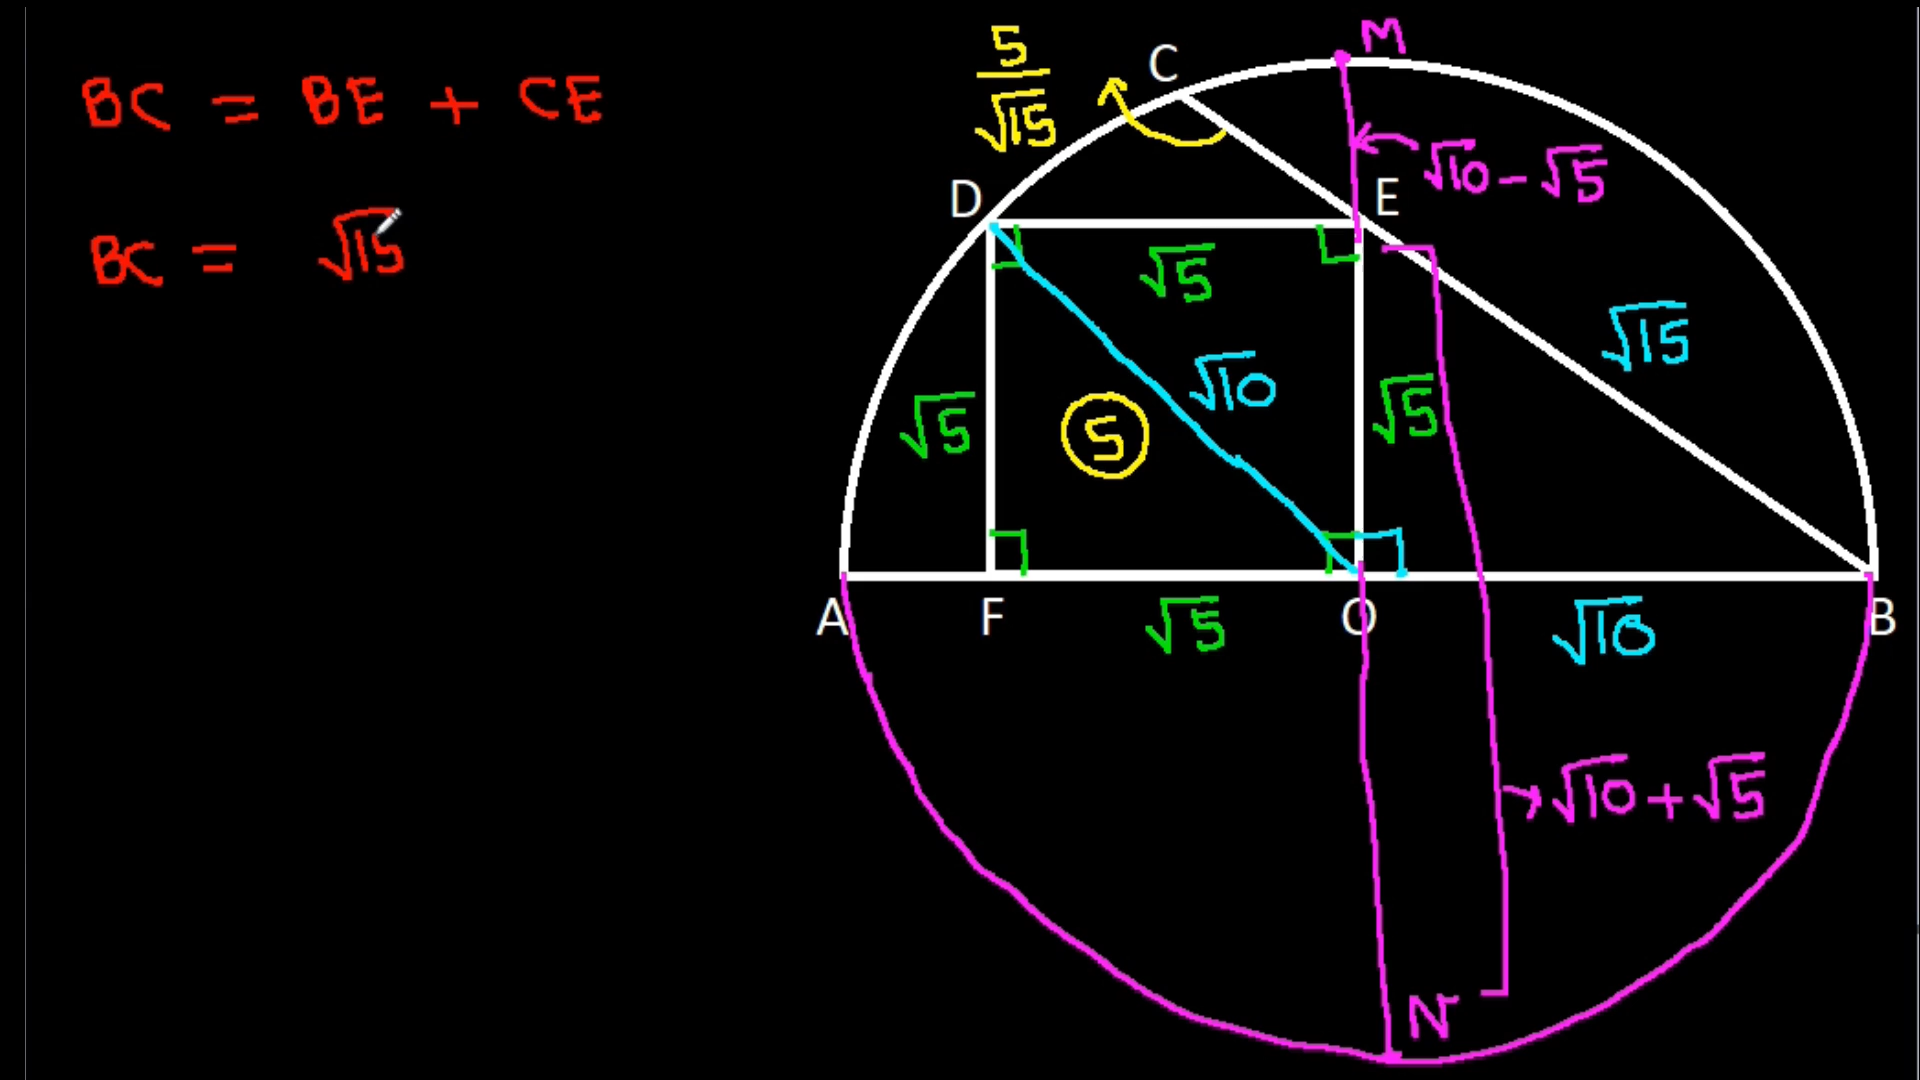 BC = BE + CE
BC = √15
5/√15
C
M
√10 - √5
D
E
√5
√15
√10
√5
5
√5
A
F
√5
O
√10
B
√10 + √5
N